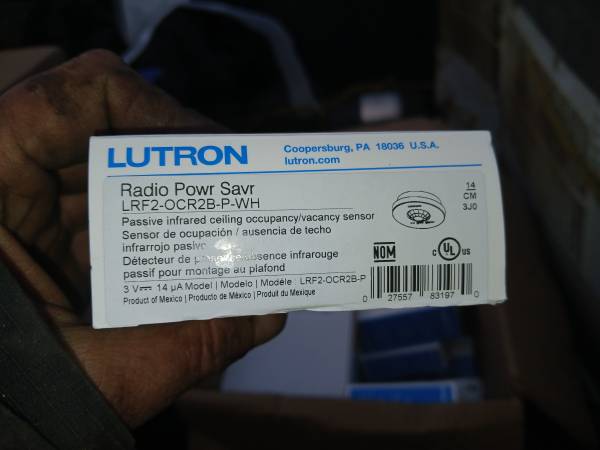 LUTRON
Coopersburg, PA 18036 U.S.A.
lutron.com
Radio Powr Savr
LRF2-OCR2B-P-WH
Passive infrared ceiling occupancy/vacancy sensor
Sensor de ocupación / ausencia de techo
infrarrojo pasivo
Détecteur de absence infrarouge
passif pour montage au plafond
3 V⎓ 14 µA Model | Modelo | Modèle : LRF2-OCR2B-P
Product of Mexico | Producto de México | Produit du Mexique
14
CM
3J0
NOM
C UL US
0 27557 83197 0